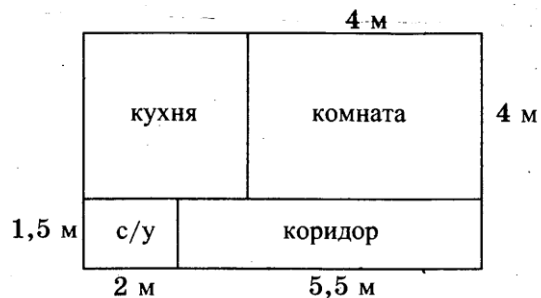 4 м
кухня
комната
4 м
1,5 м
с/у
коридор
2 м
5,5 м